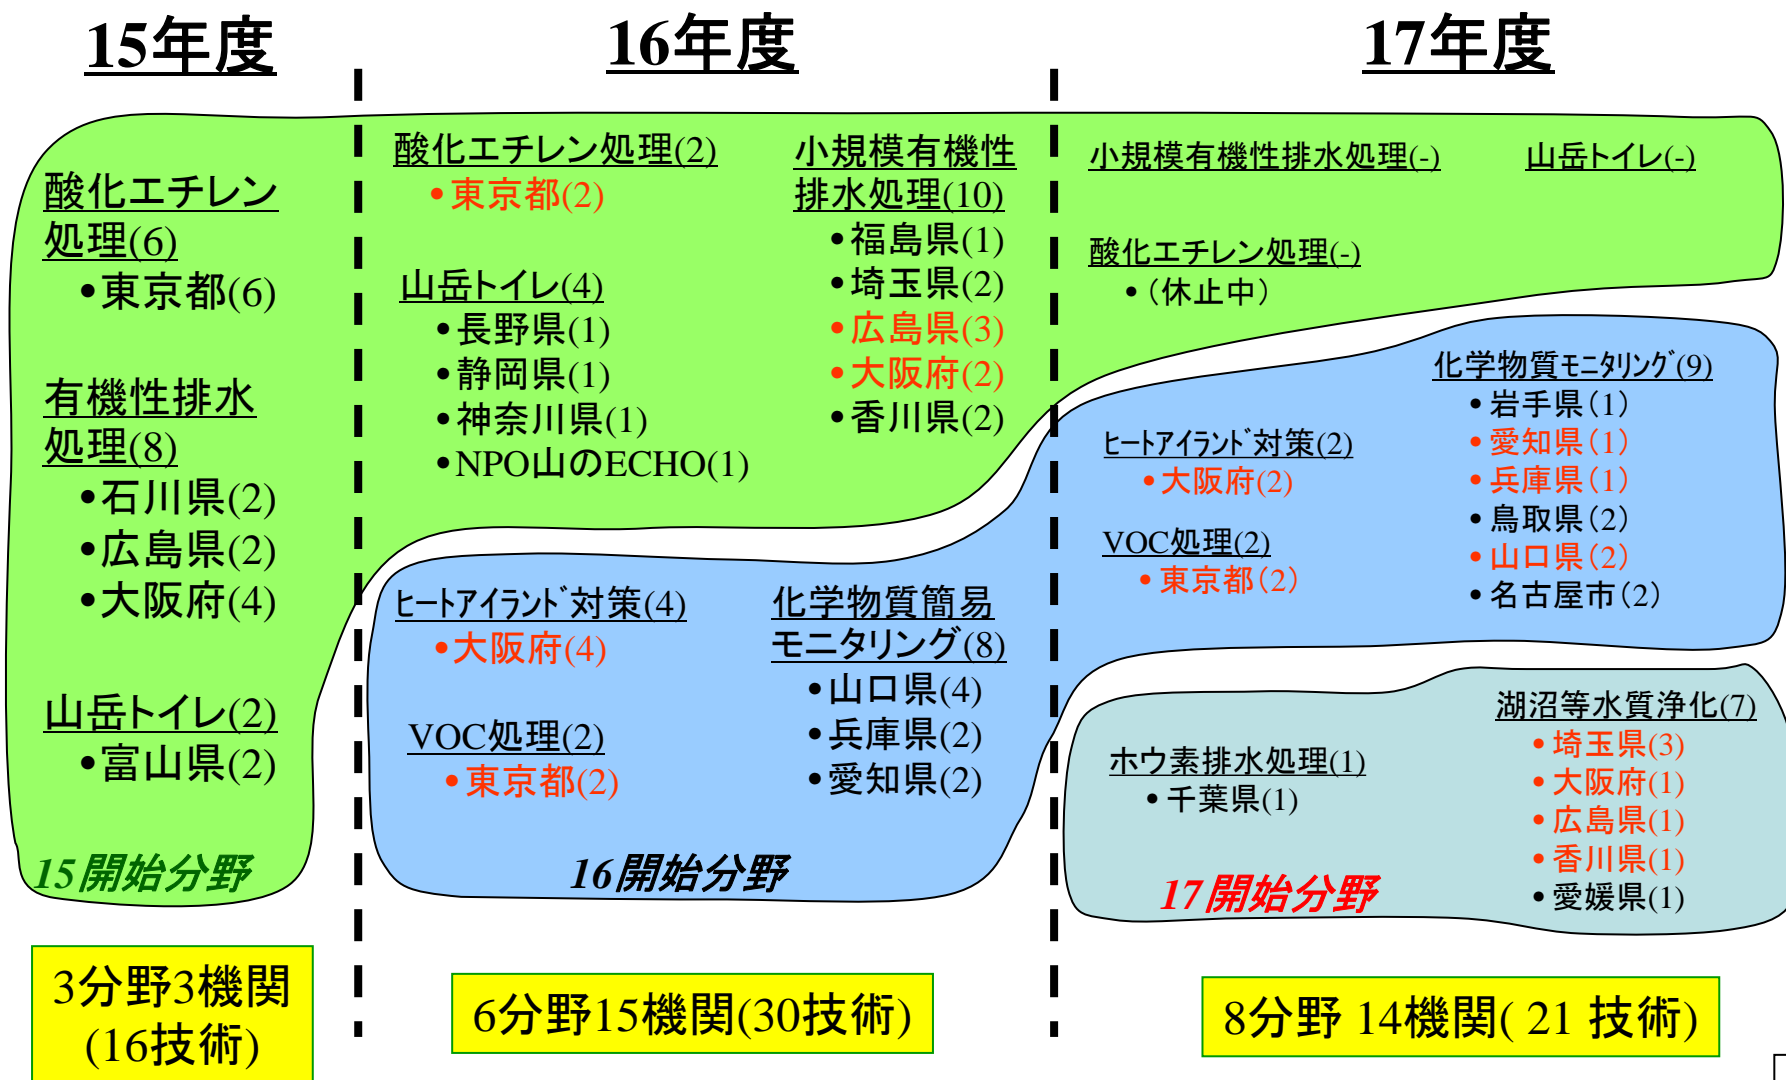 15年度
酸化エチレン
処理(6)
•東京都(6)
有機性排水
処理(8)
•石川県(2)
•広島県(2)
•大阪府(4)
山岳トイレ(2)
•富山県(2)
15開始分野
3分野3機関
(16技術)
16年度
酸化エチレン処理(2)
•東京都(2)
山岳トイレ(4)
•長野県(1)
•静岡県(1)
•神奈川県(1)
•NPO山のECHO(1)
小規模有機性
排水処理(10)
•福島県(1)
•埼玉県(2)
•広島県(3)
•大阪府(2)
•香川県(2)
ﾋｰﾄｱｲﾗﾝﾄﾞ対策(4)
•大阪府(4)
VOC処理(2)
•東京都(2)
化学物質簡易
モニタリング(8)
•山口県(4)
•兵庫県(2)
•愛知県(2)
16開始分野
6分野15機関(30技術)
17年度
小規模有機性排水処理(-)
山岳トイレ(-)
酸化エチレン処理(-)
•（休止中）
ﾋｰﾄｱｲﾗﾝﾄﾞ対策(2)
•大阪府(2)
VOC処理(2)
•東京都（2）
化学物質ﾓﾆﾀﾘﾝｸﾞ(9)
•岩手県（1）
•愛知県（1）
•兵庫県（1）
•鳥取県（2）
•山口県（2）
•名古屋市（2）
ホウ素排水処理(1)
•千葉県(1)
湖沼等水質浄化(7)
•埼玉県(3)
•大阪府(1)
•広島県(1)
•香川県(1)
•愛媛県(1)
17開始分野
8分野 14機関( 21 技術)